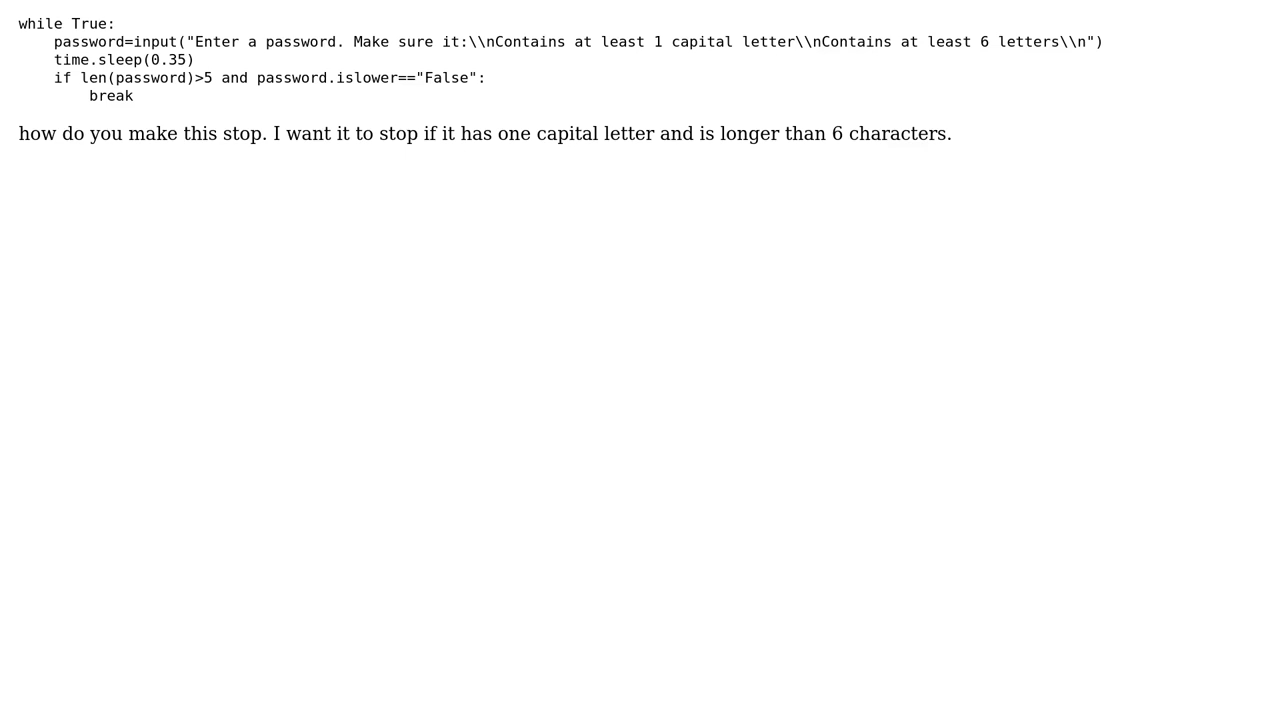 while True:
    password=input("Enter a password. Make sure it:\\nContains at least 1 capital letter\\nContains at least 6 letters\\n")
    time.sleep(0.35)
    if len(password)>5 and password.islower=="False":
        break
how do you make this stop. I want it to stop if it has one capital letter and is longer than 6 characters.